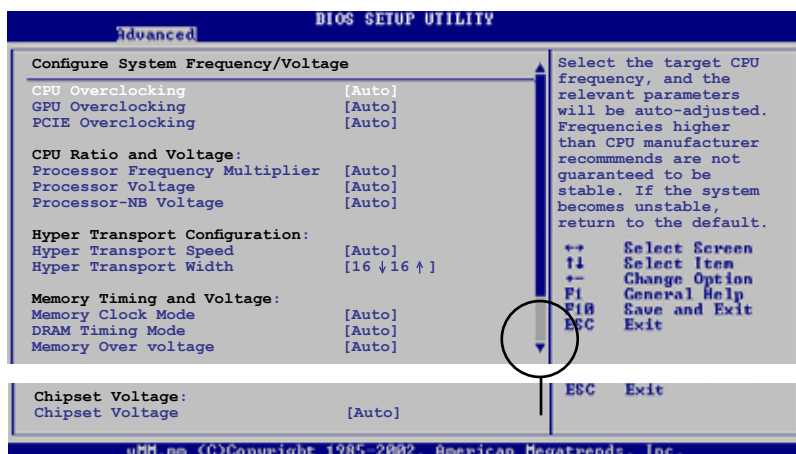 BIOS SETUP UTILITY
Advanced
Configure System Frequency/Voltage
CPU Overclocking [Auto]
GPU Overclocking [Auto]
PCIE Overclocking [Auto]
CPU Ratio and Voltage:
Processor Frequency Multiplier [Auto]
Processor Voltage [Auto]
Processor-NB Voltage [Auto]
Hyper Transport Configuration:
Hyper Transport Speed [Auto]
Hyper Transport Width [16 ↓16 ↑ ]
Memory Timing and Voltage:
Memory Clock Mode [Auto]
DRAM Timing Mode [Auto]
Memory Over voltage [Auto]
Chipset Voltage:
Chipset Voltage [Auto]
Select the target CPU
frequency, and the
relevant parameters
will be auto-adjusted.
Frequencies higher
than CPU manufacturer
recommmends are not
guaranteed to be
stable. If the system
becomes unstable,
return to the default.
←→ Select Screen
↑↓ Select Item
+- Change Option
F1 General Help
F10 Save and Exit
ESC Exit
ESC Exit
(C)Copyright 1985-2002, American Megatrends, Inc.